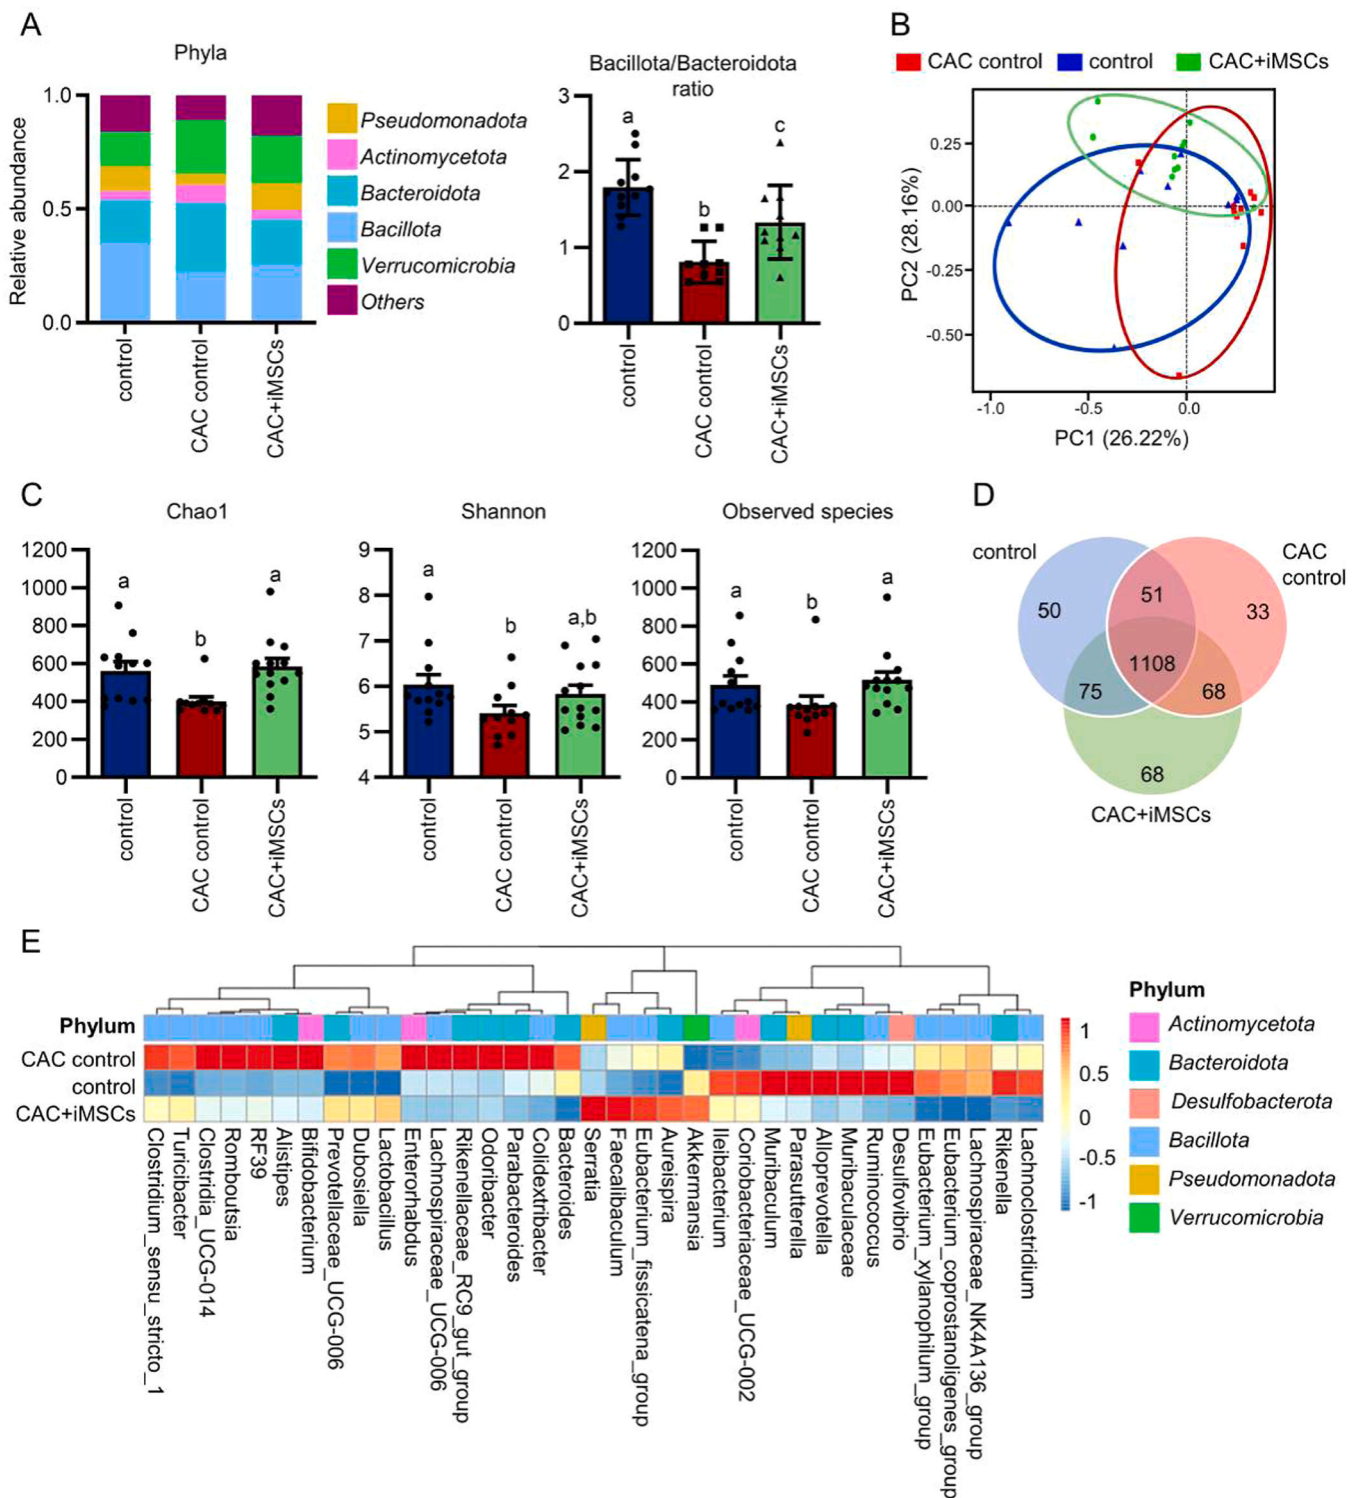 A
Phyla
Relative abundance
1.0
0.5
0.0
control
CAC control
CAC+iMSCs
Pseudomonadota
Actinomycetota
Bacteroidota
Bacillota
Verrucomicrobia
Others
Bacillota/Bacteroidota
ratio
3
2
1
0
a
b
c
control
CAC control
CAC+iMSCs
B
CAC control
control
CAC+iMSCs
PC2 (28.16%)
0.25
0.00
-0.25
-0.50
-1.0
-0.5
0.0
PC1 (26.22%)
C
Chao1
1200
1000
800
600
400
200
0
a
b
a
control
CAC control
CAC+iMSCs
Shannon
9
8
7
6
5
4
a
b
a,b
control
CAC control
CAC+iMSCs
Observed species
1200
1000
800
600
400
200
0
a
b
a
control
CAC control
CAC+iMSCs
D
control
CAC
control
50
51
33
1108
75
68
68
CAC+iMSCs
E
Phylum
CAC control
control
CAC+iMSCs
Clostridium_sensu_stricto_1
Turicibacter
Clostridia_UCG-014
Romboutsia
RF39
Alistipes
Bifidobacterium
Prevotellaceae_UCG-006
Dubosiella
Lactobacillus
Enterorhabdus
Lachnospiraceae_UCG-006
Rikenellaceae_RC9_gut_group
Odoribacter
Parabacteroides
Colidextribacter
Bacteroides
Serratia
Faecalibaculum
Eubacterium_fissicatena_group
Aureispira
Akkermansia
Ileibacterium
Coriobacteriaceae_UCG-002
Muribaculum
Parasutterella
Alloprevotella
Muribaculaceae
Ruminococcus
Desulfovibrio
Eubacterium_xylanophilum_group
Eubacterium_coprostanoligenes_group
Lachnospiraceae_NK4A136_group
Rikenella
Lachnoclostridium
1
0.5
0
-0.5
-1
Phylum
Actinomycetota
Bacteroidota
Desulfobacterota
Bacillota
Pseudomonadota
Verrucomicrobia